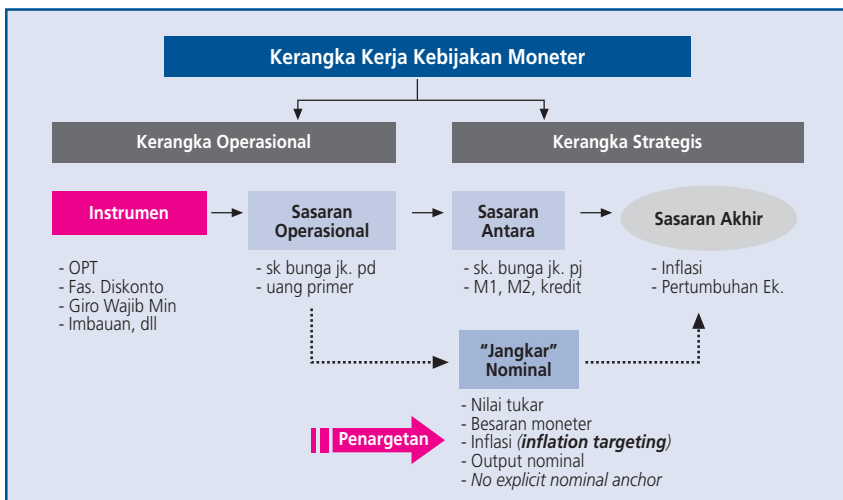 Kerangka Kerja Kebijakan Moneter
Kerangka Operasional
Kerangka Strategis
Instrumen
Sasaran
Operasional
Sasaran
Antara
Sasaran Akhir
- OPT
- Fas. Diskonto
- Giro Wajib Min
- Imbauan, dll
- sk bunga jk. pd
- uang primer
- sk. bunga jk. pj
- M1, M2, kredit
- Inflasi
- Pertumbuhan Ek.
“Jangkar”
Nominal
Penargetan
- Nilai tukar
- Besaran moneter
- Inflasi (inflation targeting)
- Output nominal
- No explicit nominal anchor